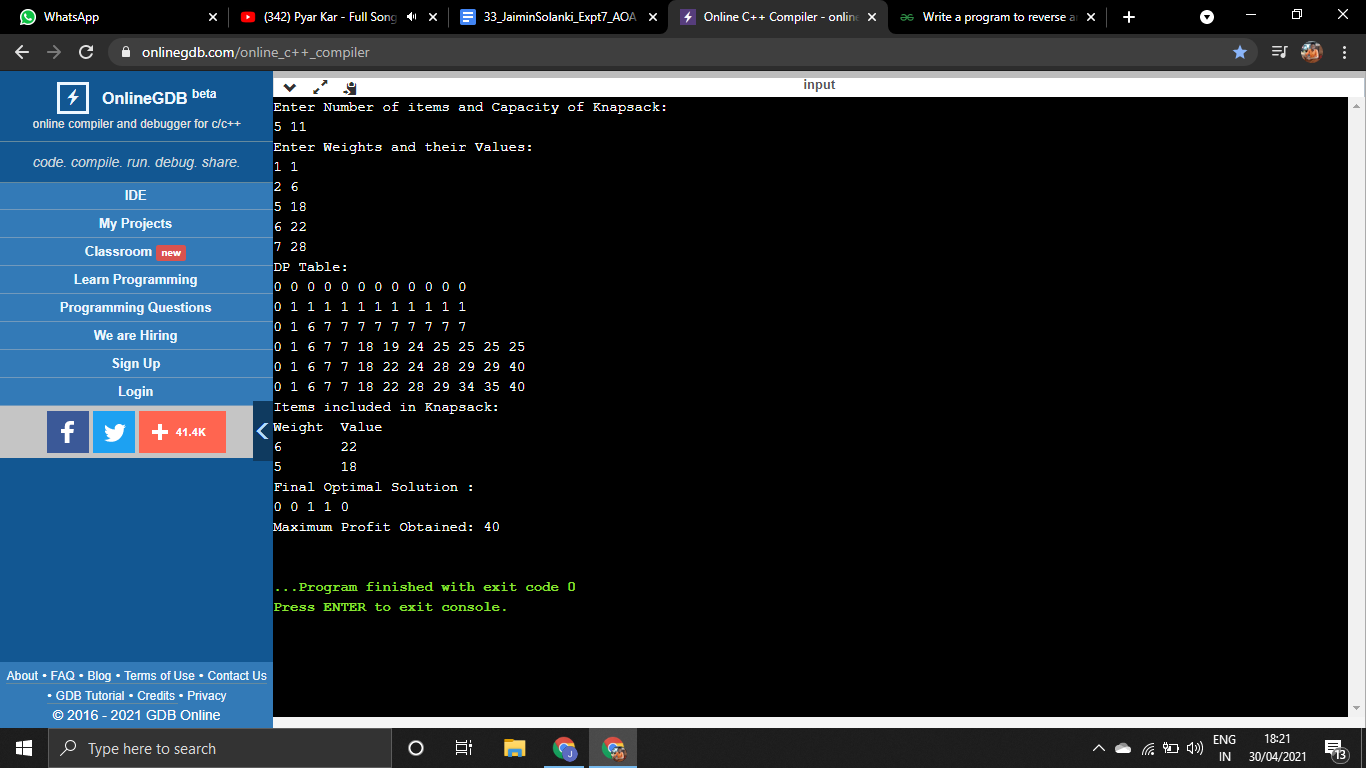 WhatsApp
(342) Pyar Kar - Full Song
33_JaiminSolanki_Expt7_AOA
Online C++ Compiler - online
Write a program to reverse a
onlinegdb.com/online_c++_compiler
OnlineGDB beta
online compiler and debugger for c/c++
code. compile. run. debug. share.
IDE
My Projects
Classroom new
Learn Programming
Programming Questions
We are Hiring
Sign Up
Login
f
+ 41.4K
About • FAQ • Blog • Terms of Use • Contact Us
• GDB Tutorial • Credits • Privacy
© 2016 - 2021 GDB Online
input
Enter Number of items and Capacity of Knapsack:
5 11
Enter Weights and their Values:
1 1
2 6
5 18
6 22
7 28
DP Table:
0 0 0 0 0 0 0 0 0 0 0 0
0 1 1 1 1 1 1 1 1 1 1 1
0 1 6 7 7 7 7 7 7 7 7 7
0 1 6 7 7 18 19 24 25 25 25 25
0 1 6 7 7 18 22 24 28 29 29 40
0 1 6 7 7 18 22 28 29 34 35 40
Items included in Knapsack:
Weight Value
6 22
5 18
Final Optimal Solution :
0 0 1 1 0
Maximum Profit Obtained: 40
...Program finished with exit code 0
Press ENTER to exit console.
Type here to search
J
ENG
IN
18:21
30/04/2021
13